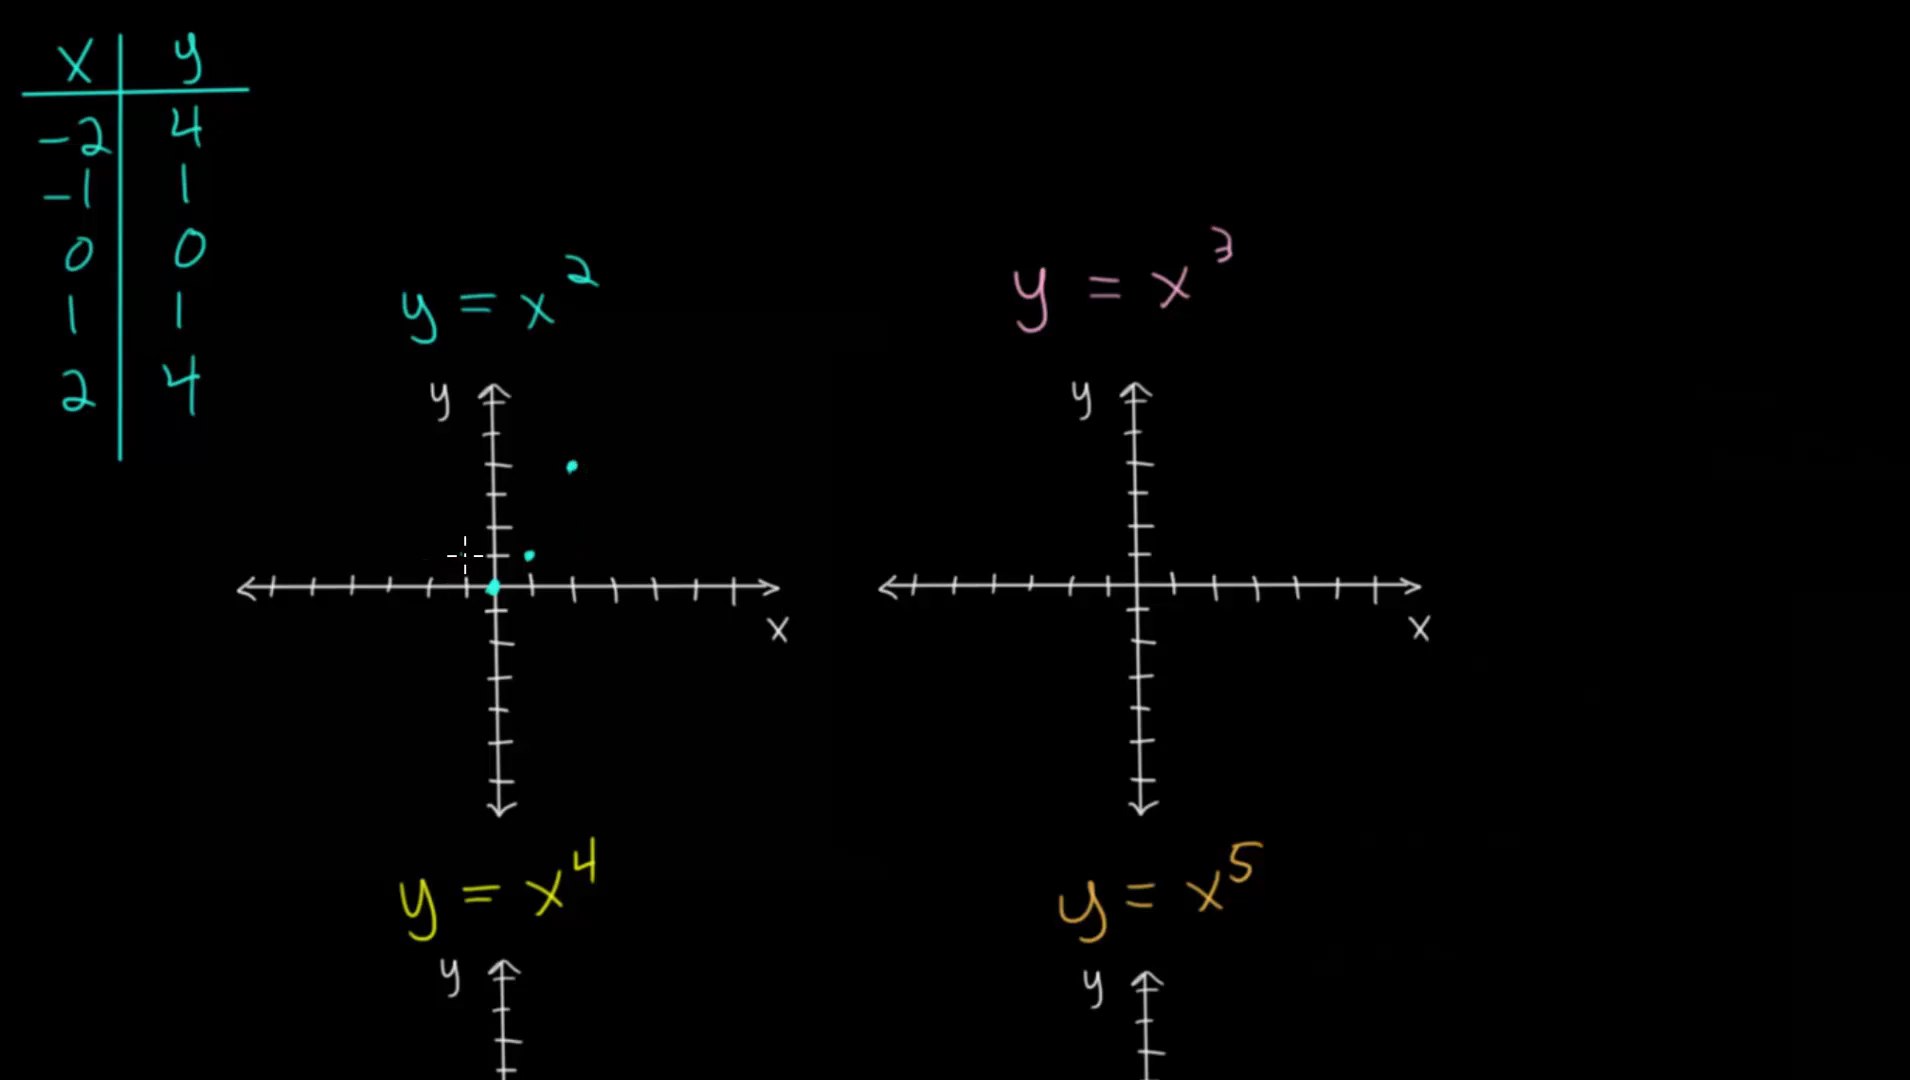 x y
-2 4
-1 1
0 0
1 1
2 4
y = x²
y = x³
y
x
y
x
y = x⁴
y = x⁵
y
y